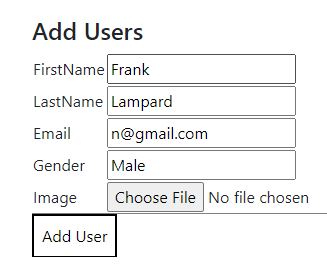 Add Users
FirstName Frank
LastName Lampard
Email n@gmail.com
Gender Male
Image Choose File No file chosen
Add User